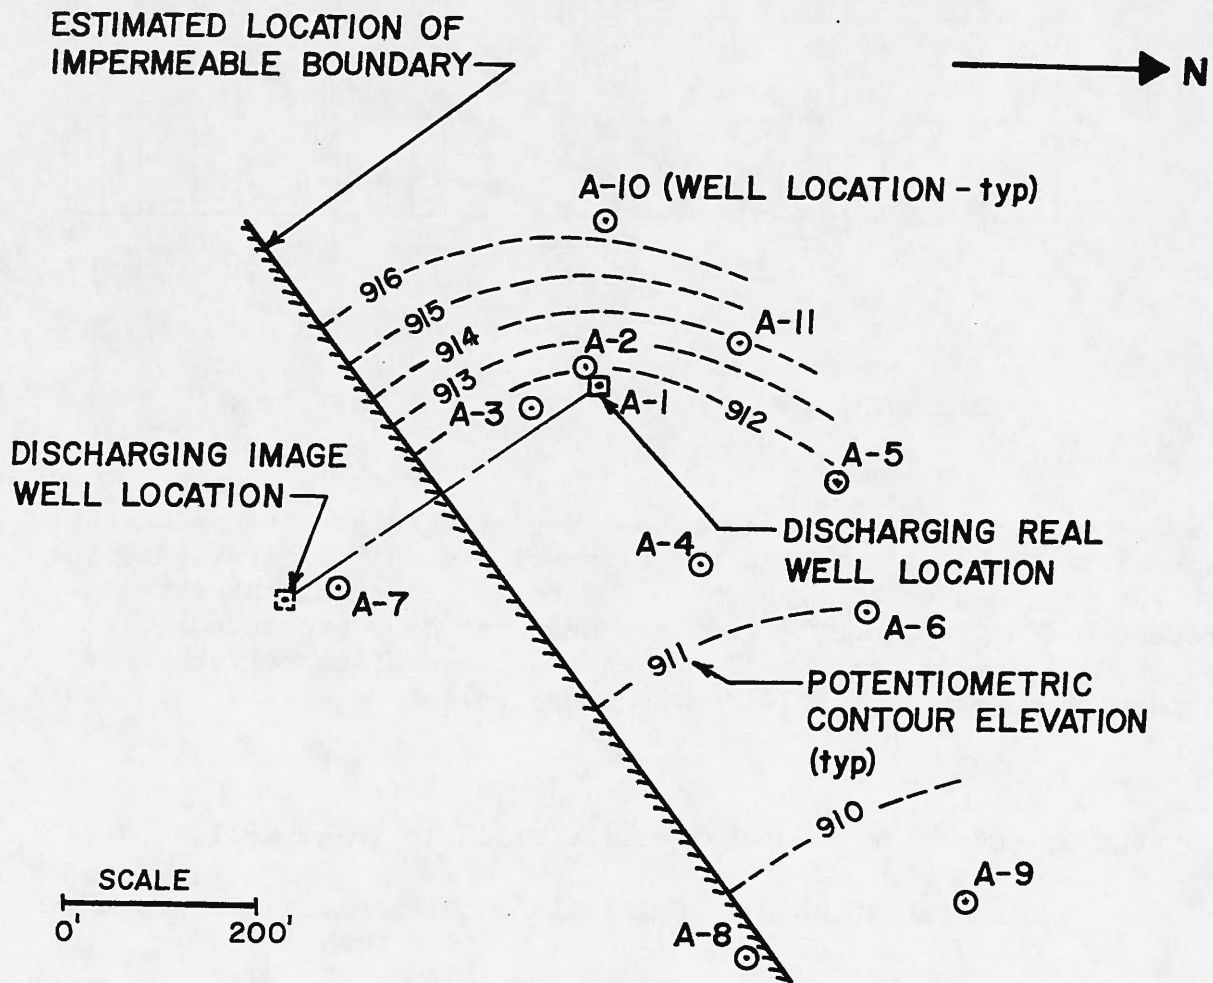 ESTIMATED LOCATION OF
IMPERMEABLE BOUNDARY
N
A-10 (WELL LOCATION - typ)
916
915
914
913
912
A-11
A-2
A-3
A-1
A-5
DISCHARGING IMAGE
WELL LOCATION
DISCHARGING REAL
WELL LOCATION
A-4
A-7
A-6
911
POTENTIOMETRIC
CONTOUR ELEVATION
(typ)
910
SCALE
0' 200'
A-9
A-8